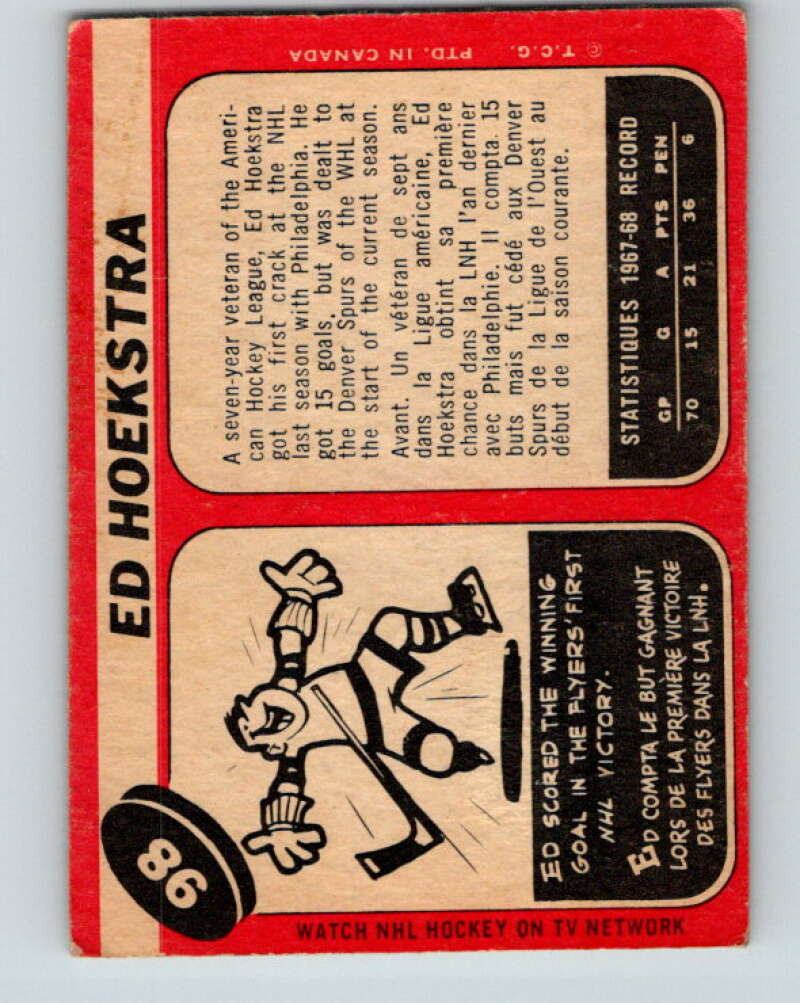 ED HOEKSTRA
86
ED SCORED THE WINNING
GOAL IN THE FLYERS' FIRST
NHL VICTORY.
ED COMPTA LE BUT GAGNANT
LORS DE LA PREMIÈRE VICTOIRE
DES FLYERS DANS LA LNH.
A seven-year veteran of the Ameri-
can Hockey League, Ed Hoekstra
got his first crack at the NHL
last season with Philadelphia. He
got 15 goals, but was dealt to
the Denver Spurs of the WHL at
the start of the current season.
Avant. Un vétéran de sept ans
dans la Ligue américaine, Ed
Hoekstra obtint sa première
chance dans la LNH l'an dernier
avec Philadelphie. Il compta 15
buts mais fut cédé aux Denver
Spurs de la Ligue de l'Ouest au
début de la saison courante.
STATISTIQUES 1967-68 RECORD
GP G A PTS PEN
70 15 21 36 6
WATCH NHL HOCKEY ON TV NETWORK
© T.C.G. PTD. IN CANADA